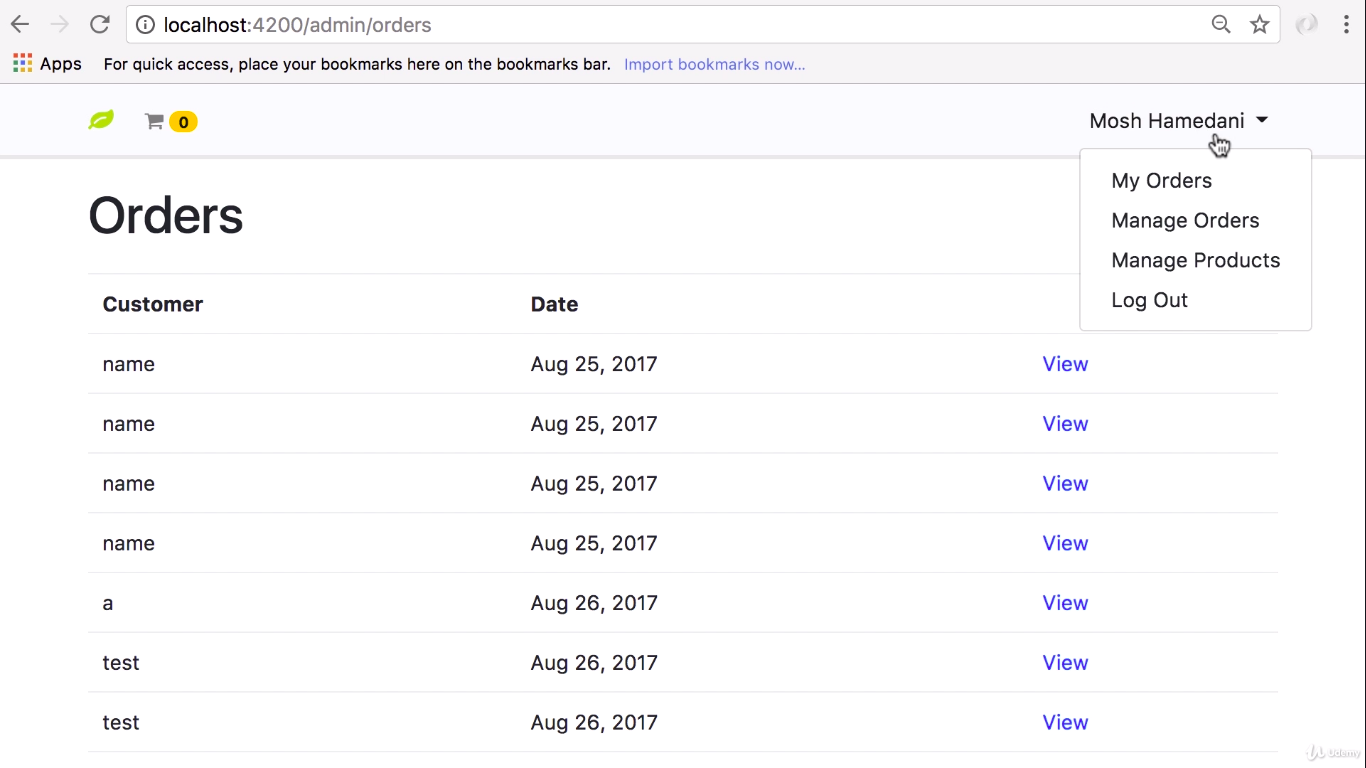 localhost:4200/admin/orders
Apps For quick access, place your bookmarks here on the bookmarks bar. Import bookmarks now...
0 Mosh Hamedani
My Orders
Manage Orders
Manage Products
Log Out
Orders
Customer Date
name Aug 25, 2017 View
name Aug 25, 2017 View
name Aug 25, 2017 View
name Aug 25, 2017 View
a Aug 26, 2017 View
test Aug 26, 2017 View
test Aug 26, 2017 View
Udemy